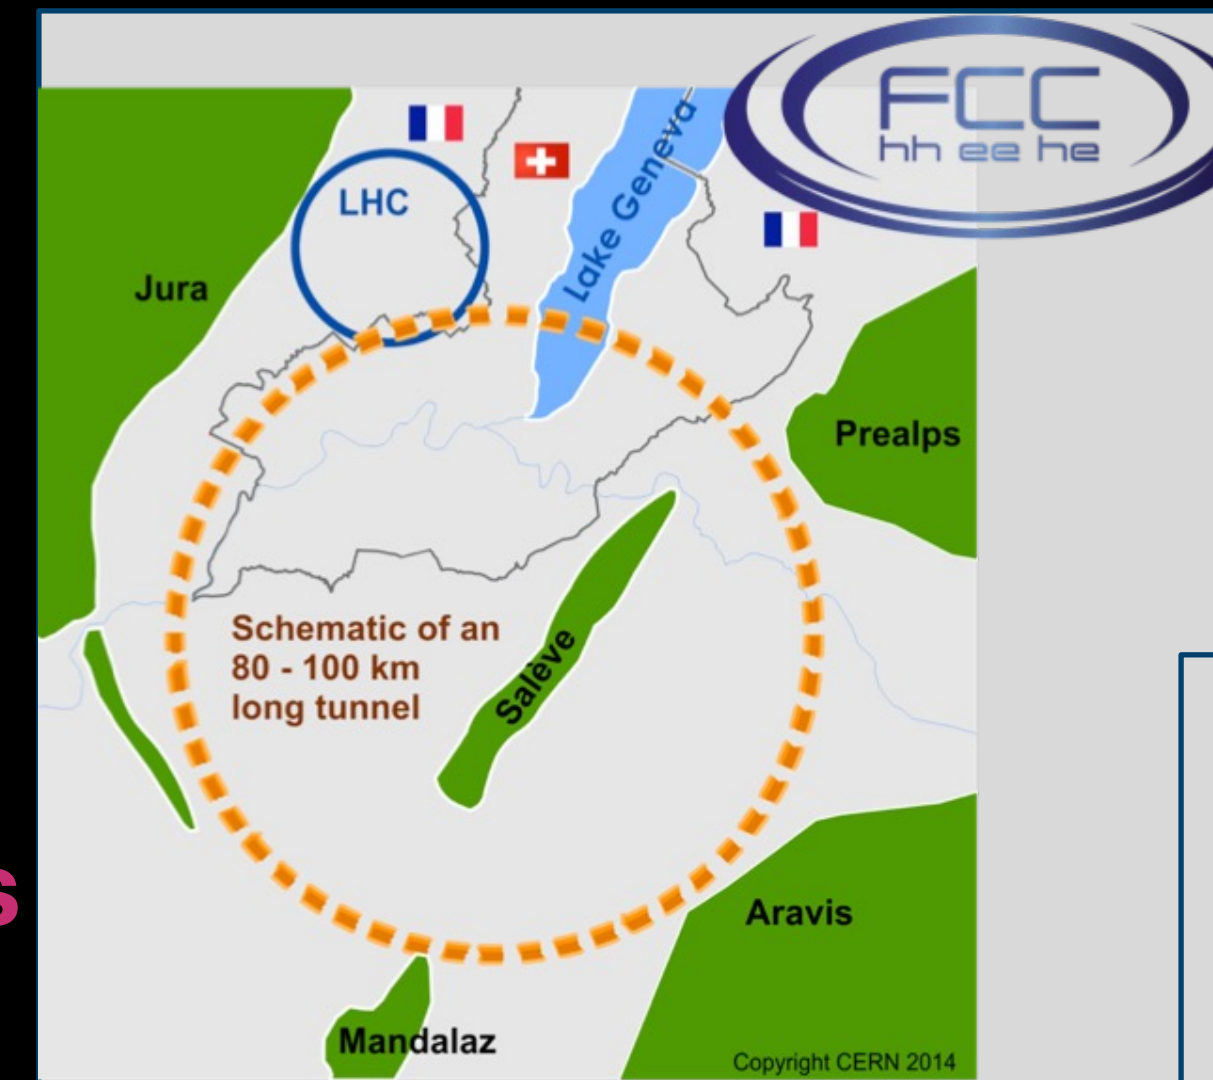 FCC
hh ee he
LHC
Lake Geneva
Jura
Prealps
Schematic of an
80 - 100 km
long tunnel
Salève
s
Aravis
Mandalaz
Copyright CERN 2014